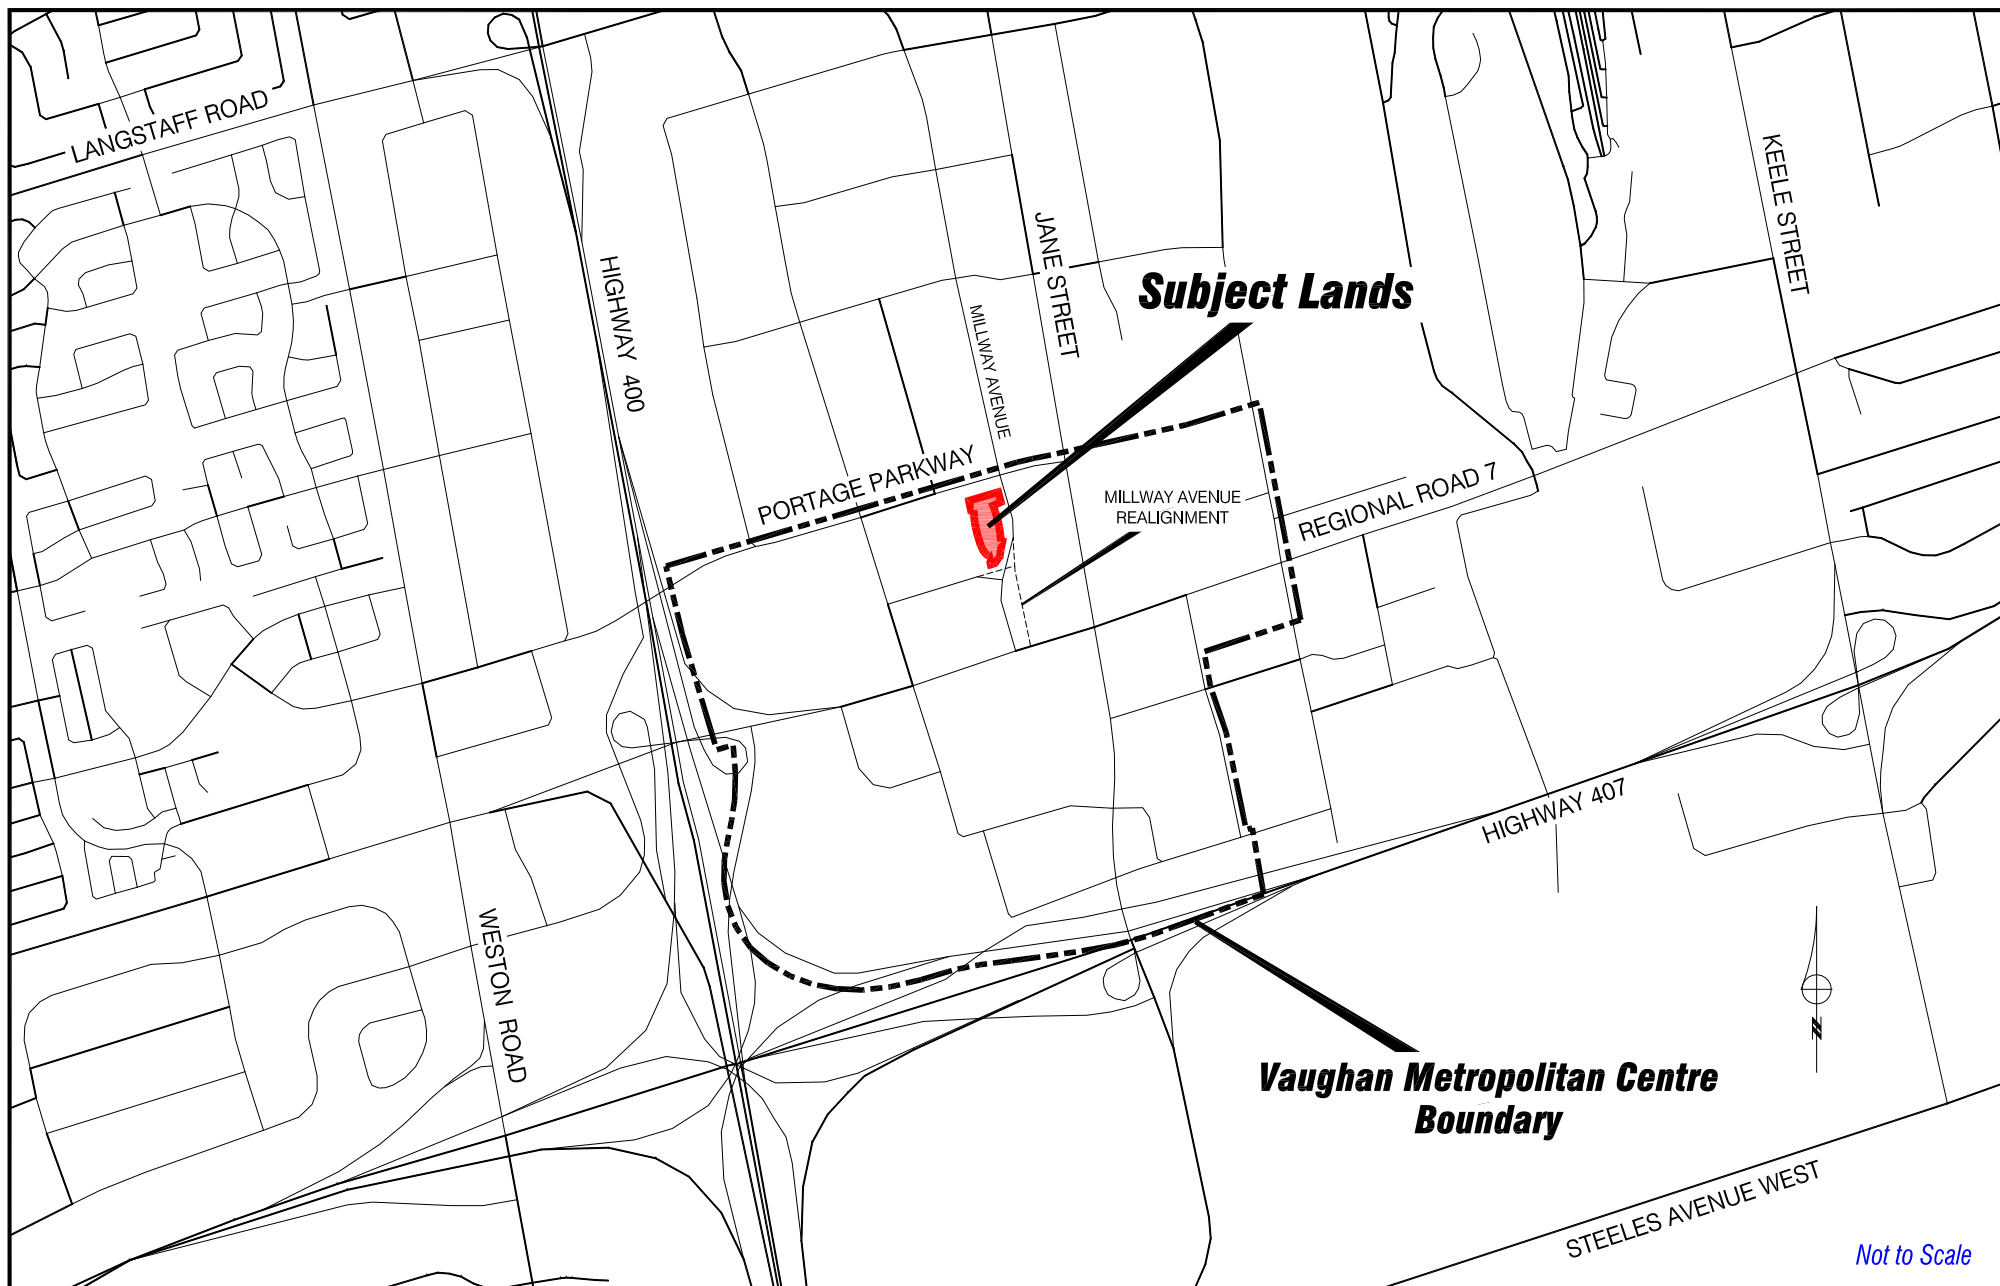 LANGSTAFF ROAD
HIGHWAY 400
JANE STREET
KEELE STREET
Subject Lands
MILLWAY AVENUE
PORTAGE PARKWAY
MILLWAY AVENUE
REALIGNMENT
REGIONAL ROAD 7
HIGHWAY 407
WESTON ROAD
N
Vaughan Metropolitan Centre
Boundary
STEELES AVENUE WEST
Not to Scale